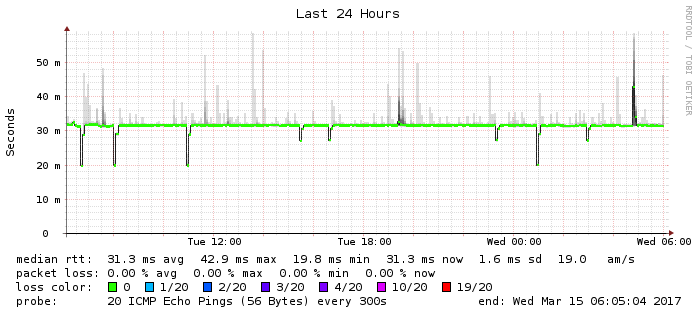 Last 24 Hours
RRDTOOL / TOBI OETIKER
Seconds
50 m
40 m
30 m
20 m
10 m
0
Tue 12:00 Tue 18:00 Wed 00:00 Wed 06:00
median rtt: 31.3 ms avg 42.9 ms max 19.8 ms min 31.3 ms now 1.6 ms sd 19.0 am/s
packet loss: 0.00 % avg 0.00 % max 0.00 % min 0.00 % now
loss color: 0 1/20 2/20 3/20 4/20 10/20 19/20
probe: 20 ICMP Echo Pings (56 Bytes) every 300s end: Wed Mar 15 06:05:04 2017